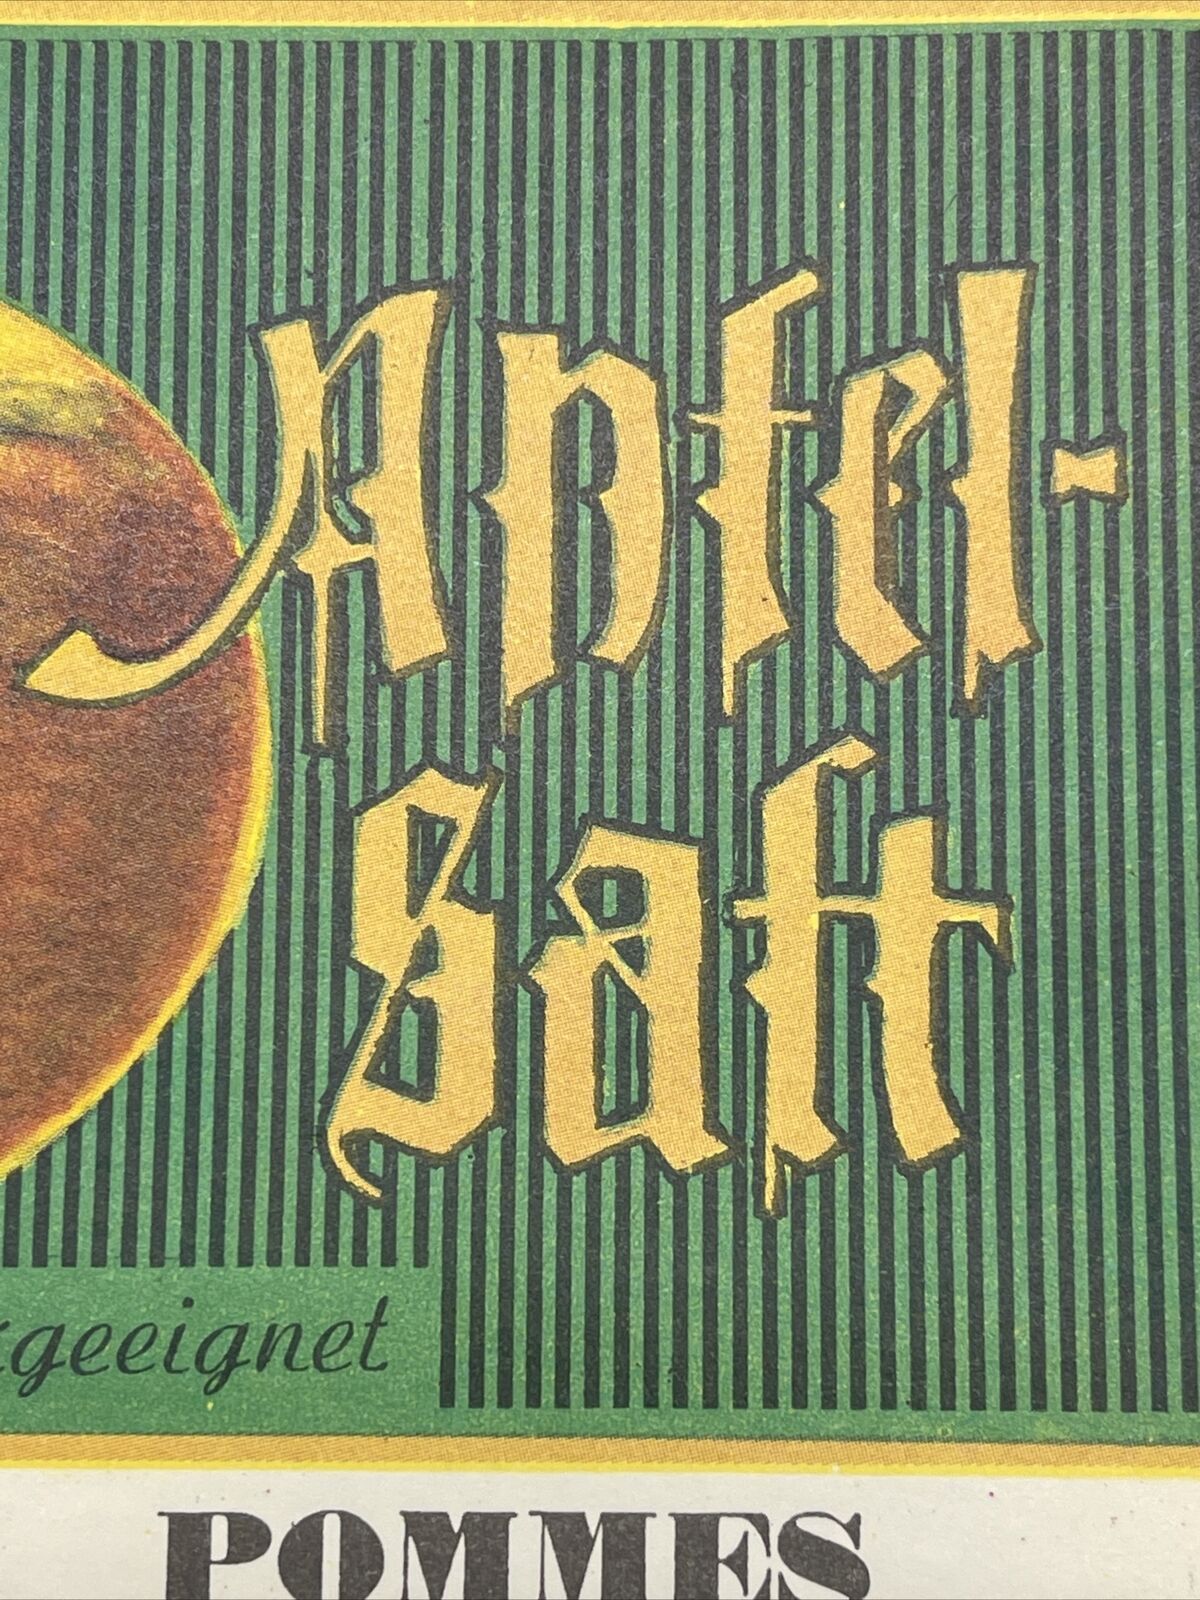 Apfel-
Saft
geeignet
POMMES